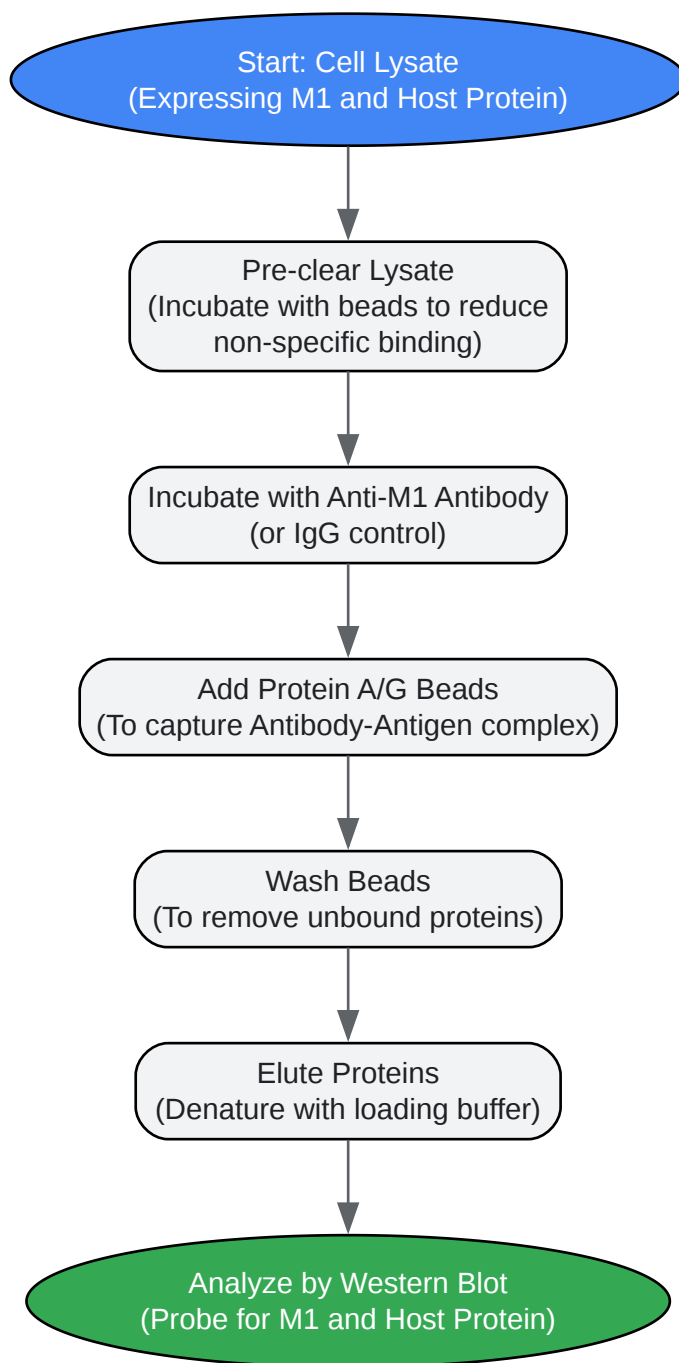 Start: Cell Lysate
(Expressing M1 and Host Protein)
Pre-clear Lysate
(Incubate with beads to reduce
non-specific binding)
Incubate with Anti-M1 Antibody
(or IgG control)
Add Protein A/G Beads
(To capture Antibody-Antigen complex)
Wash Beads
(To remove unbound proteins)
Elute Proteins
(Denature with loading buffer)
Analyze by Western Blot
(Probe for M1 and Host Protein)